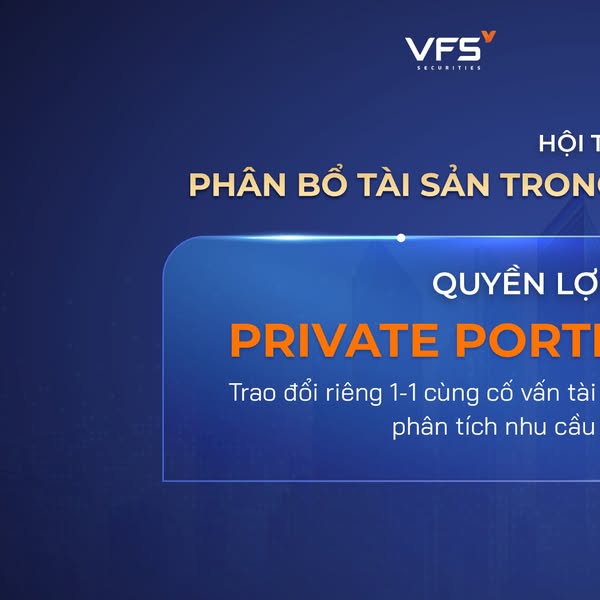 VFS
SECURITIES
HỘI T
PHÂN BỔ TÀI SẢN TRONG
QUYỀN LỢ
PRIVATE PORT
Trao đổi riêng 1-1 cùng cố vấn tài
phân tích nhu cầu